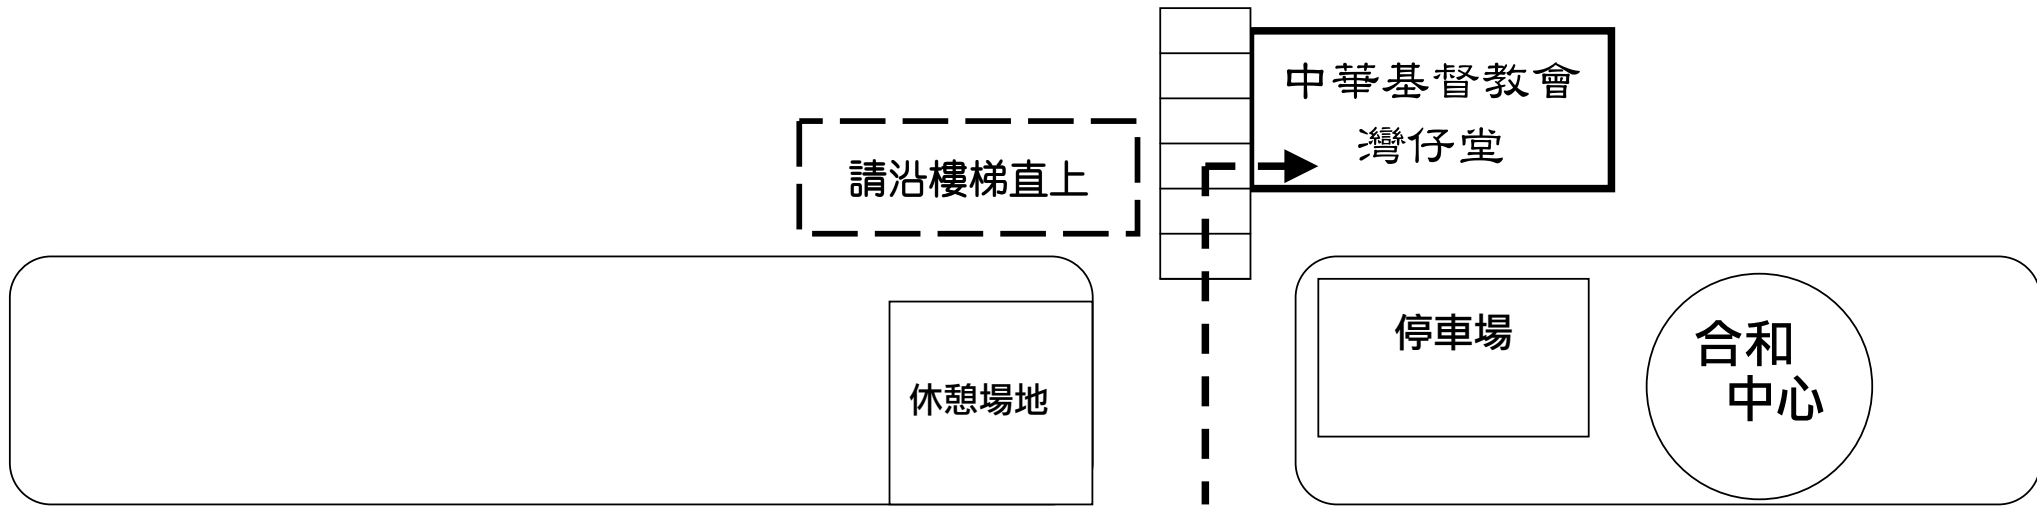 中華基督教會
灣仔堂
請沿樓梯直上
停車場
合和
中心
休憩場地